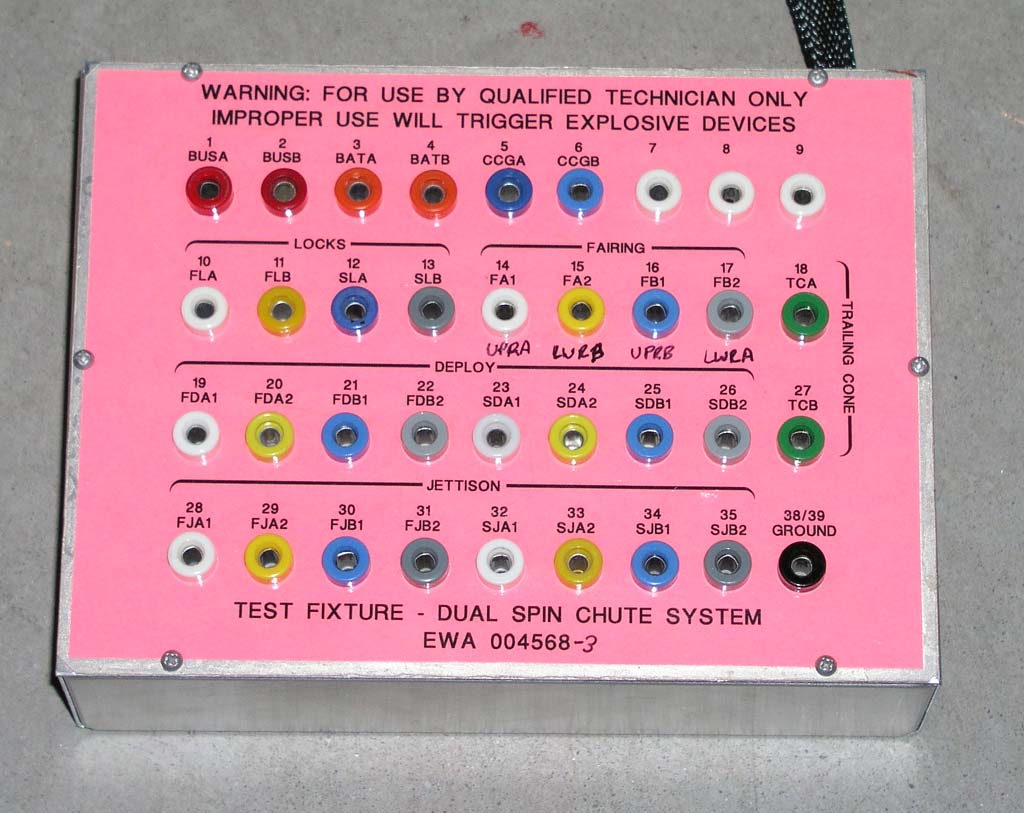 WARNING: FOR USE BY QUALIFIED TECHNICIAN ONLY
IMPROPER USE WILL TRIGGER EXPLOSIVE DEVICES
1 2 3 4 5 6 7 8 9
BUSA BUSB BATA BATB CCGA CCGB
LOCKS FAIRING
10 11 12 13 14 15 16 17 18
FLA FLB SLA SLB FA1 FA2 FB1 FB2 TCA
TRAILING CONE
UPRA LWRB UPRB LWRA
DEPLOY
19 20 21 22 23 24 25 26 27
FDA1 FDA2 FDB1 FDB2 SDA1 SDA2 SDB1 SDB2 TCB
JETTISON
28 29 30 31 32 33 34 35 38/39
FJA1 FJA2 FJB1 FJB2 SJA1 SJA2 SJB1 SJB2 GROUND
TEST FIXTURE - DUAL SPIN CHUTE SYSTEM
EWA 004568-3